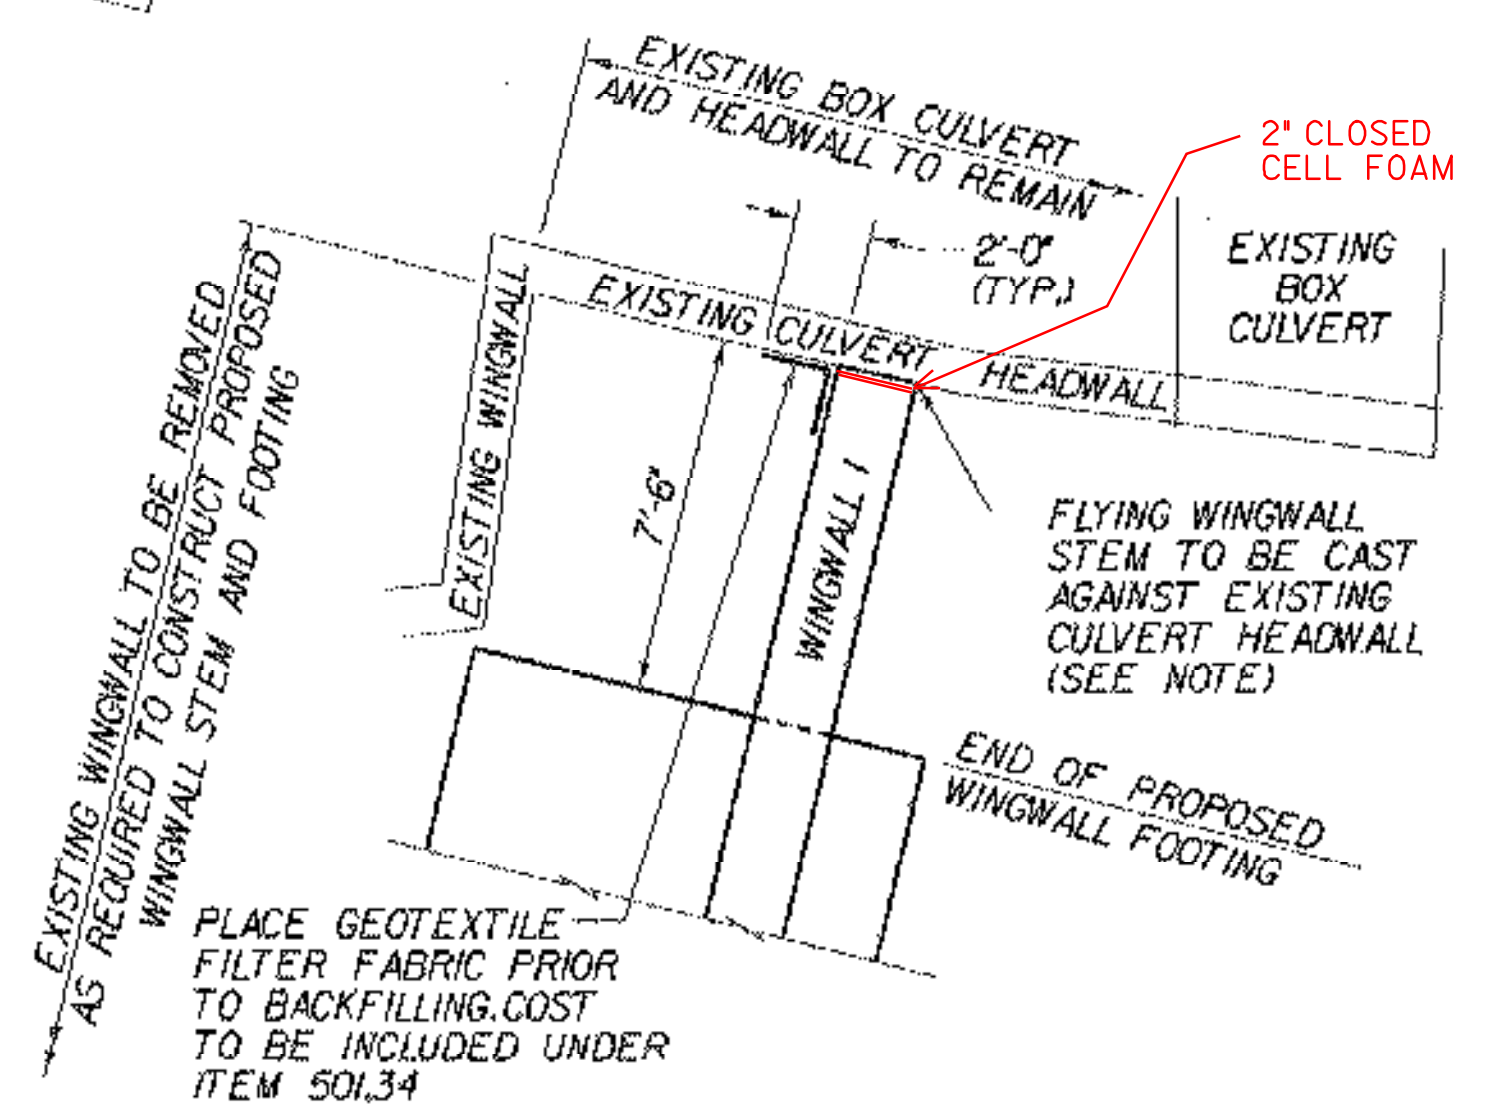 EXISTING BOX CULVERT
AND HEADWALL TO REMAIN
2" CLOSED
CELL FOAM
2'-0"
(TYP.)
EXISTING
BOX
CULVERT
EXISTING CULVERT HEADWALL
EXISTING WINGWALL
EXISTING WINGWALL TO BE REMOVED
AS REQUIRED TO CONSTRUCT PROPOSED
WINGWALL STEM AND FOOTING
7'-6"
WINGWALL 1
FLYING WINGWALL
STEM TO BE CAST
AGAINST EXISTING
CULVERT HEADWALL
(SEE NOTE)
END OF PROPOSED
WINGWALL FOOTING
PLACE GEOTEXTILE
FILTER FABRIC PRIOR
TO BACKFILLING. COST
TO BE INCLUDED UNDER
ITEM 501.34